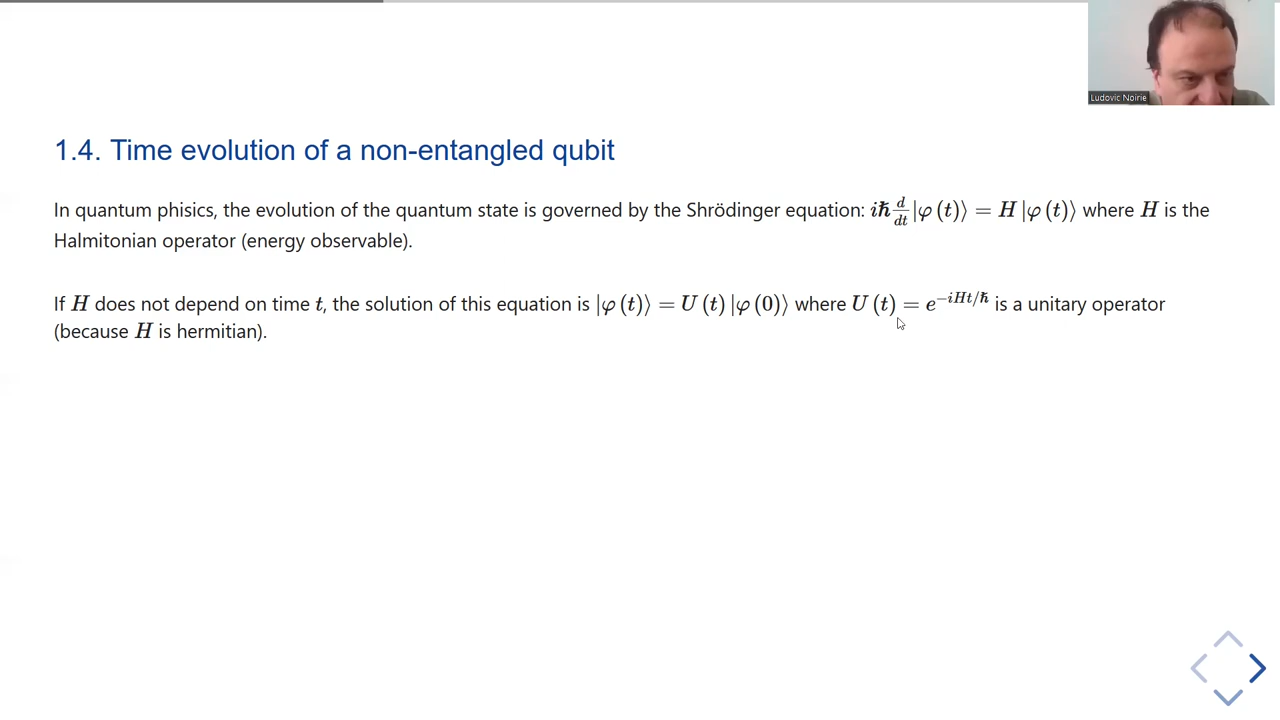 Ludovic Noirie
1.4. Time evolution of a non-entangled qubit
In quantum phisics, the evolution of the quantum state is governed by the Shrödinger equation: iℏ d/dt |φ(t)⟩ = H |φ(t)⟩ where H is the
Halmitonian operator (energy observable).
If H does not depend on time t, the solution of this equation is |φ(t)⟩ = U(t) |φ(0)⟩ where U(t) = e^{−iHt/ℏ} is a unitary operator
(because H is hermitian).